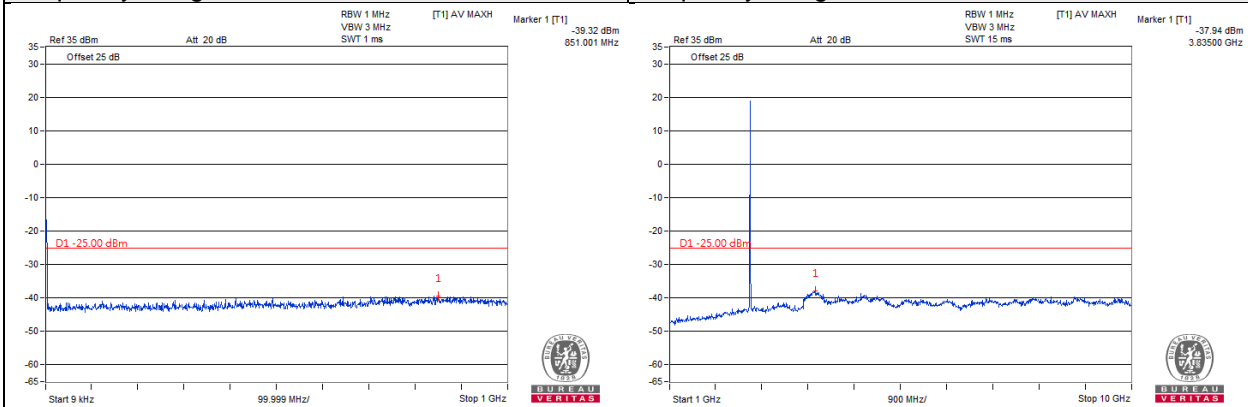 RBW 1 MHz [T1] AV MAXH Marker 1 [T1]
VBW 3 MHz -39.32 dBm
Ref 35 dBm Att 20 dB SWT 1 ms 851.001 MHz
35
Offset 25 dB
30
20
10
0
-10
-20
D1 -25.00 dBm
-30
1
-40
-50
-60
-65
Start 9 kHz 99.999 MHz/ Stop 1 GHz
BUREAU VERITAS
1828
BUREAU
VERITAS
RBW 1 MHz [T1] AV MAXH Marker 1 [T1]
VBW 3 MHz -37.94 dBm
Ref 35 dBm Att 20 dB SWT 15 ms 3.83500 GHz
35
Offset 25 dB
30
20
10
0
-10
-20
D1 -25.00 dBm
-30
1
-40
-50
-60
-65
Start 1 GHz 900 MHz/ Stop 10 GHz
BUREAU VERITAS
1828
BUREAU
VERITAS